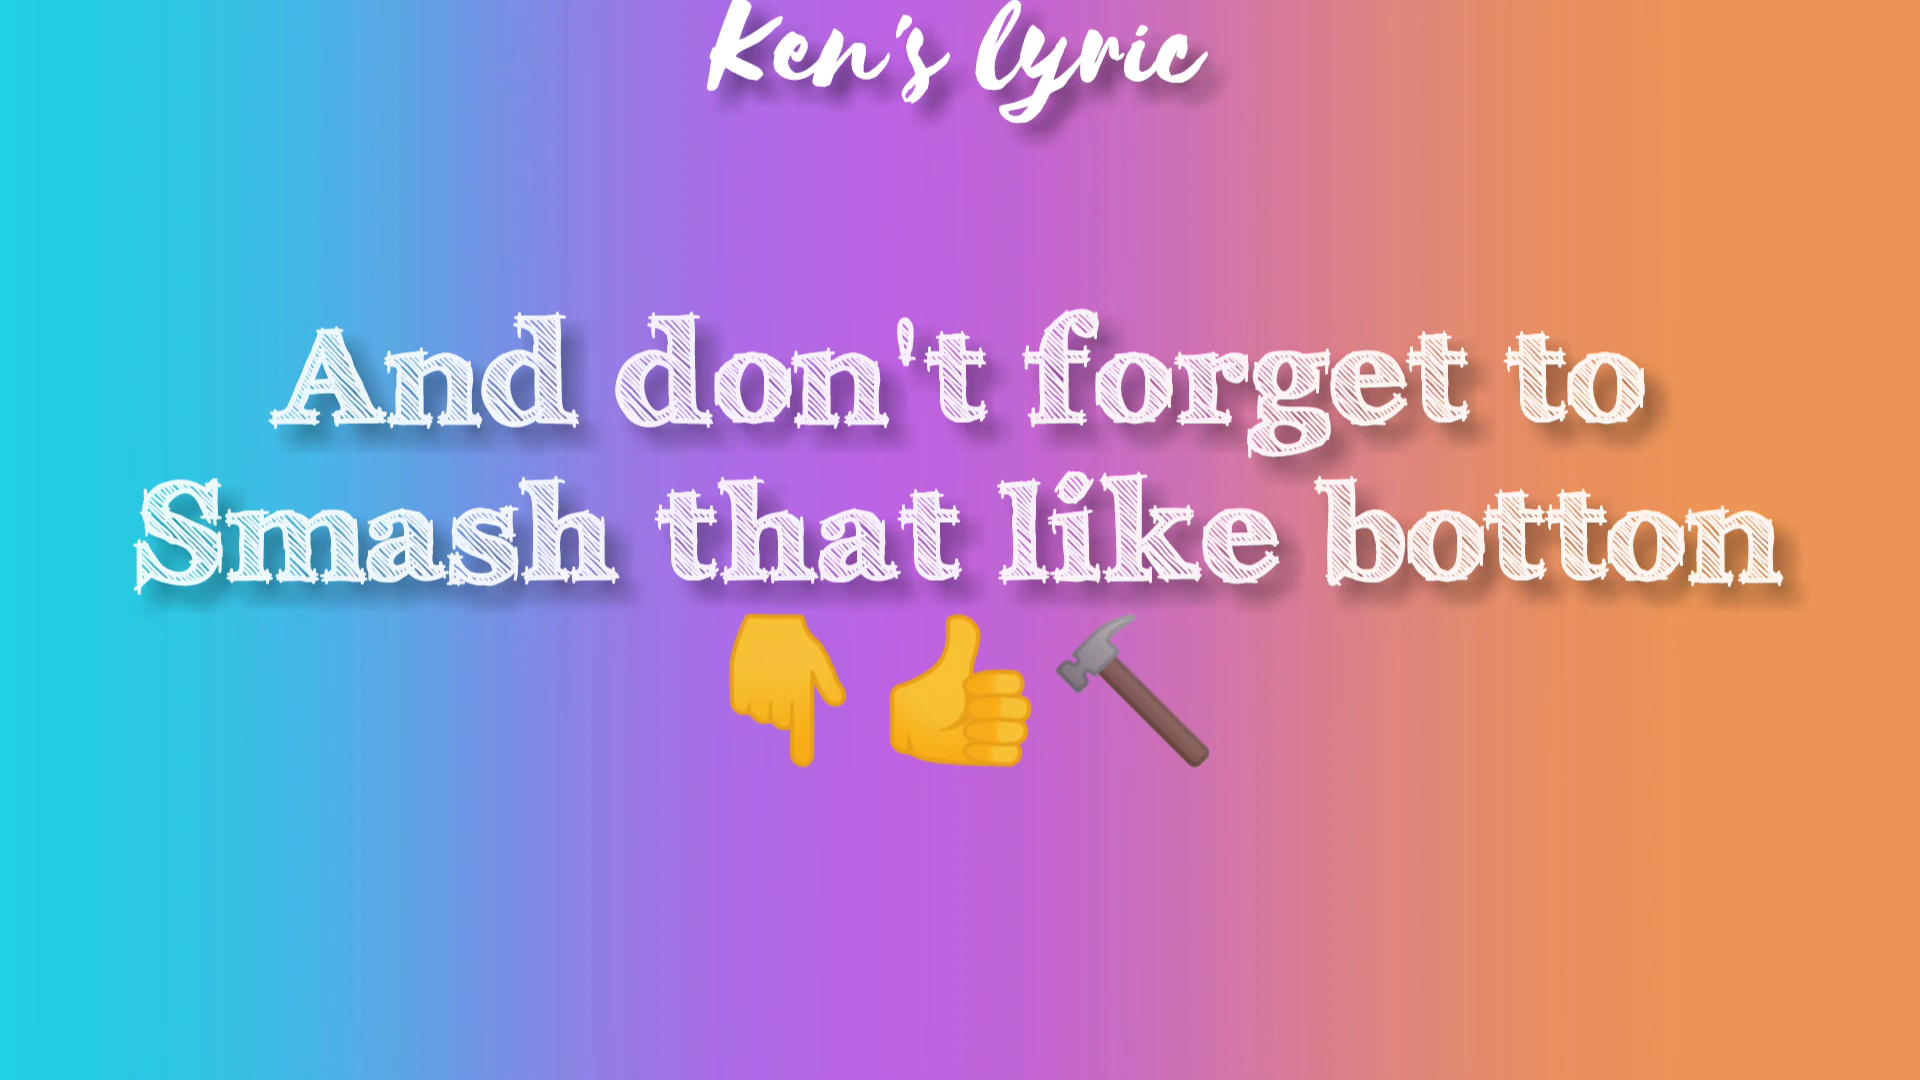 Ken's lyric
And don't forget to
Smash that like botton
👇👍🔨